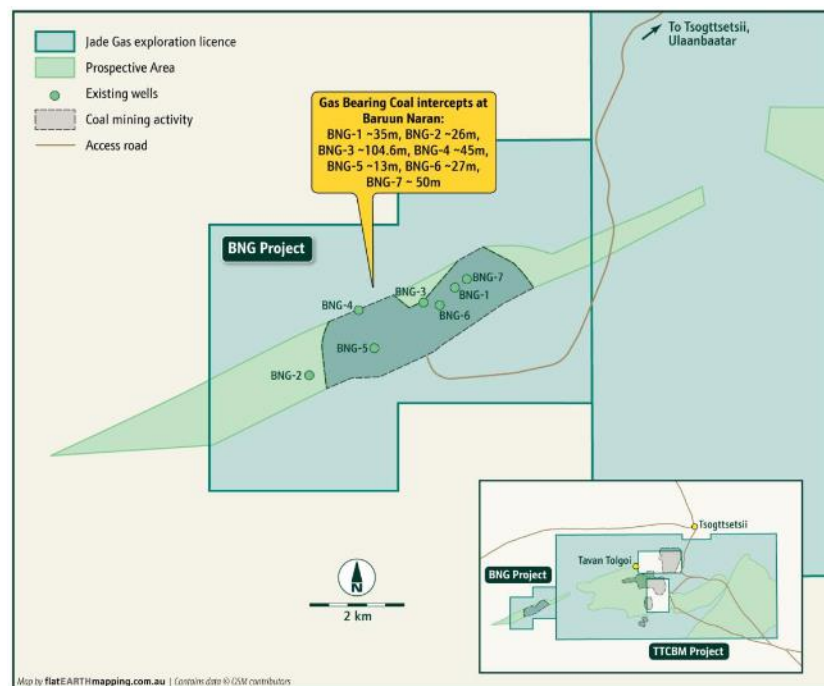 Jade Gas exploration licence
Prospective Area
Existing wells
Coal mining activity
Access road
To Tsogttsetsii,
Ulaanbaatar
Gas Bearing Coal intercepts at
Baruun Naran:
BNG-1 ~35m, BNG-2 ~26m,
BNG-3 ~104.6m, BNG-4 ~45m,
BNG-5 ~13m, BNG-6 ~27m,
BNG-7 ~ 50m
BNG Project
BNG-7
BNG-3
BNG-1
BNG-4
BNG-6
BNG-5
BNG-2
N
2 km
Tsogttsetsii
Tavan Tolgoi
BNG Project
TTCBM Project
Map by flatEARTHmapping.com.au | Contains data © OSM contributors